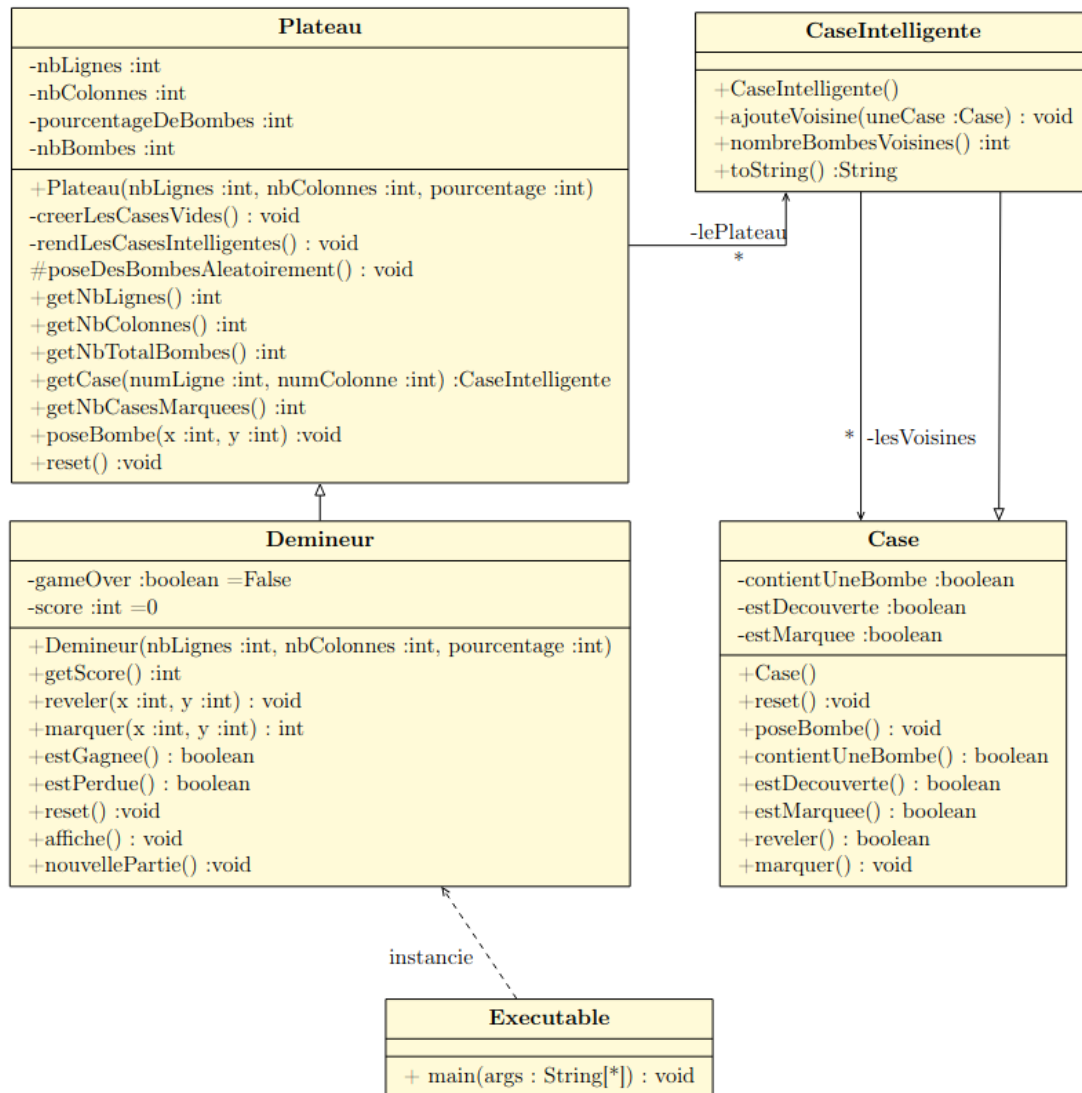 Plateau
-nbLignes :int
-nbColonnes :int
-pourcentageDeBombes :int
-nbBombes :int
+Plateau(nbLignes :int, nbColonnes :int, pourcentage :int)
-creerLesCasesVides() : void
-rendLesCasesIntelligentes() : void
#poseDesBombesAleatoirement() : void
+getNbLignes() :int
+getNbColonnes() :int
+getNbTotalBombes() :int
+getCase(numLigne :int, numColonne :int) :CaseIntelligente
+getNbCasesMarquees() :int
+poseBombe(x :int, y :int) :void
+reset() :void
CaseIntelligente
+CaseIntelligente()
+ajouteVoisine(uneCase :Case) : void
+nombreBombesVoisines() :int
+toString() :String
-lePlateau
*
* -lesVoisines
Demineur
-gameOver :boolean =False
-score :int =0
+Demineur(nbLignes :int, nbColonnes :int, pourcentage :int)
+getScore() :int
+reveler(x :int, y :int) : void
+marquer(x :int, y :int) : int
+estGagnee() : boolean
+estPerdue() : boolean
+reset() :void
+affiche() : void
+nouvellePartie() :void
Case
-contientUneBombe :boolean
-estDecouverte :boolean
-estMarquee :boolean
+Case()
+reset() :void
+poseBombe() : void
+contientUneBombe() : boolean
+estDecouverte() : boolean
+estMarquee() : boolean
+reveler() : boolean
+marquer() : void
instancie
Executable
+ main(args : String[*]) : void